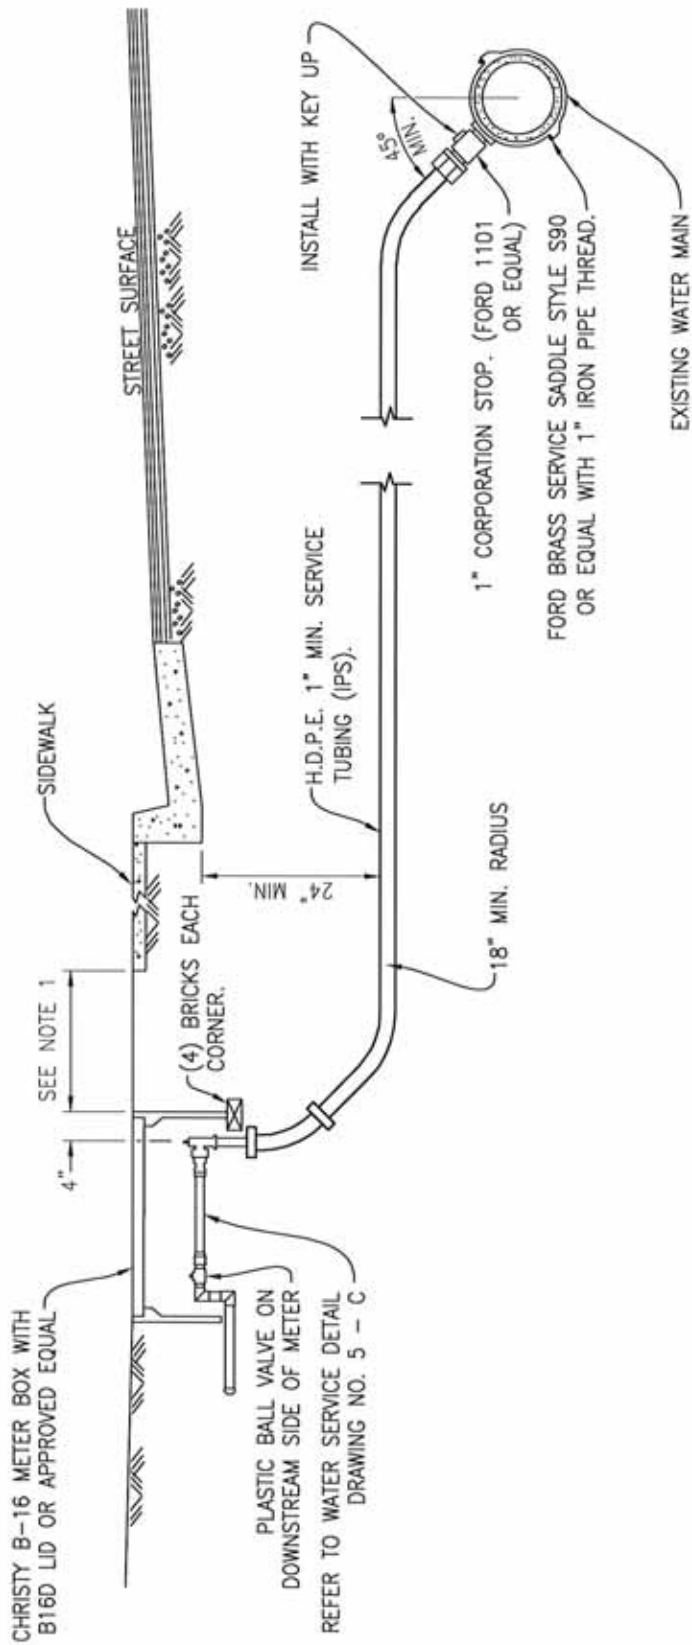 CHRISTY B-16 METER BOX WITH
B16D LID OR APPROVED EQUAL
4"
SEE NOTE 1
SIDEWALK
STREET SURFACE
(4) BRICKS EACH
CORNER.
24" MIN.
H.D.P.E. 1" MIN. SERVICE
TUBING (IPS).
18" MIN. RADIUS
PLASTIC BALL VALVE ON
DOWNSTREAM SIDE OF METER
REFER TO WATER SERVICE DETAIL
DRAWING NO. 5 - C
INSTALL WITH KEY UP
45°
MIN.
1" CORPORATION STOP. (FORD 1101
OR EQUAL)
FORD BRASS SERVICE SADDLE STYLE S90
OR EQUAL WITH 1" IRON PIPE THREAD.
EXISTING WATER MAIN